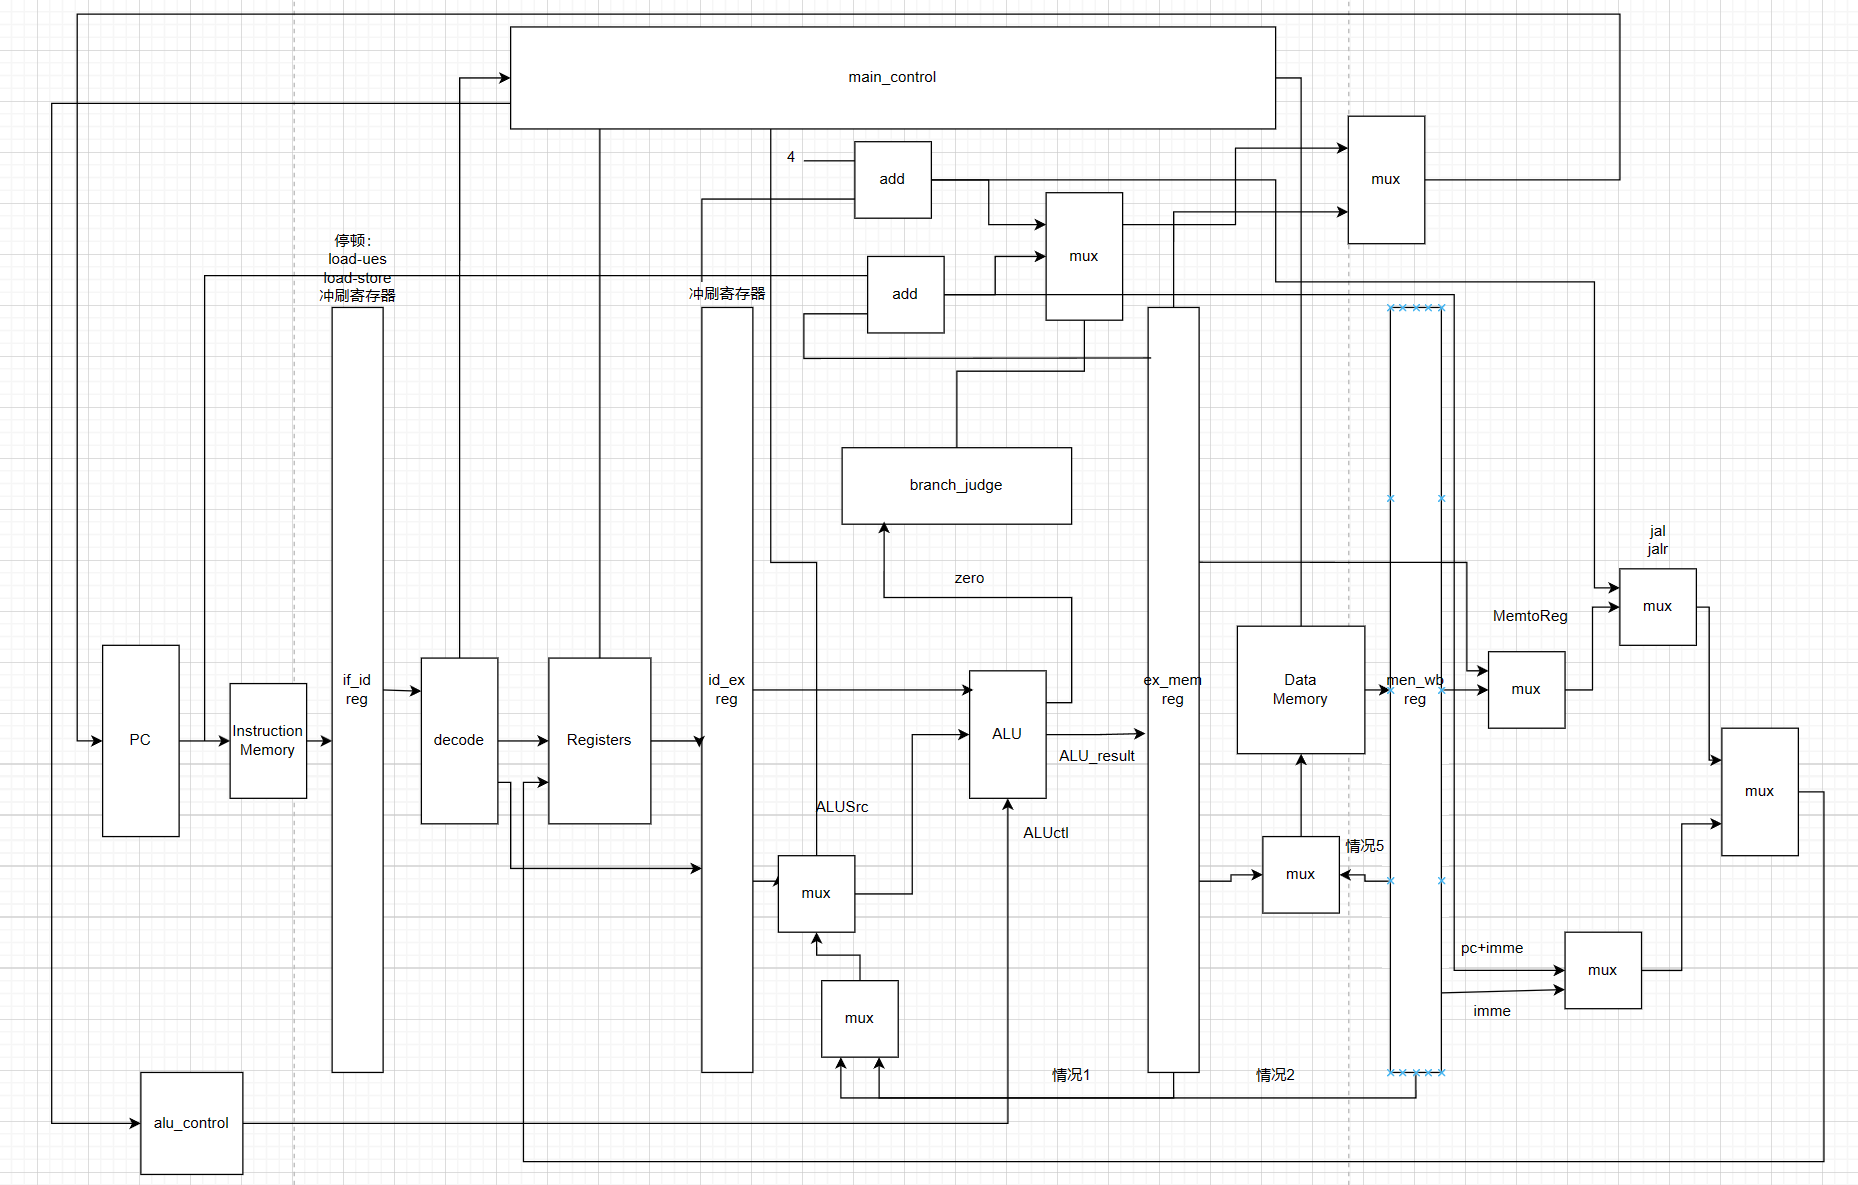 main_control
4
add
mux
mux
停顿：
load-ues
load-store
冲刷寄存器
冲刷寄存器
add
branch_judge
jal
jalr
zero
mux
MemtoReg
if_id
reg
id_ex
reg
ex_mem
reg
Data
Memory
men_wb
reg
mux
PC
Instruction
Memory
decode
Registers
ALU
ALU_result
mux
ALUSrc
ALUctl
情况5
mux
mux
pc+imme
mux
imme
mux
情况1
情况2
alu_control